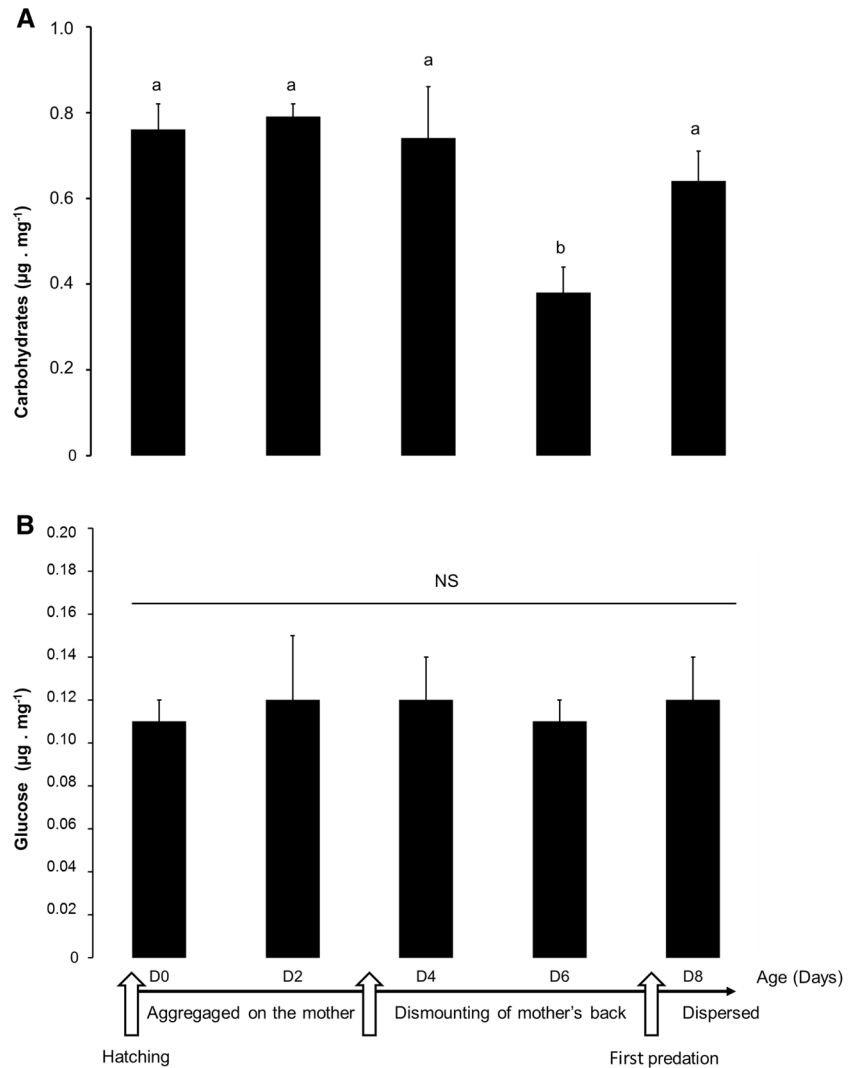 A
1.0
a
a
a
0.8
a
0.6
b
0.4
0.2
0
Carbohydrates (µg . mg-1)
B
0.20
0.18
NS
0.16
0.14
0.12
0.10
0.08
0.06
0.04
0.02
0
Glucose (µg . mg-1)
D0 D2 D4 D6 D8 Age (Days)
Aggregaged on the mother Dismounting of mother's back Dispersed
Hatching First predation